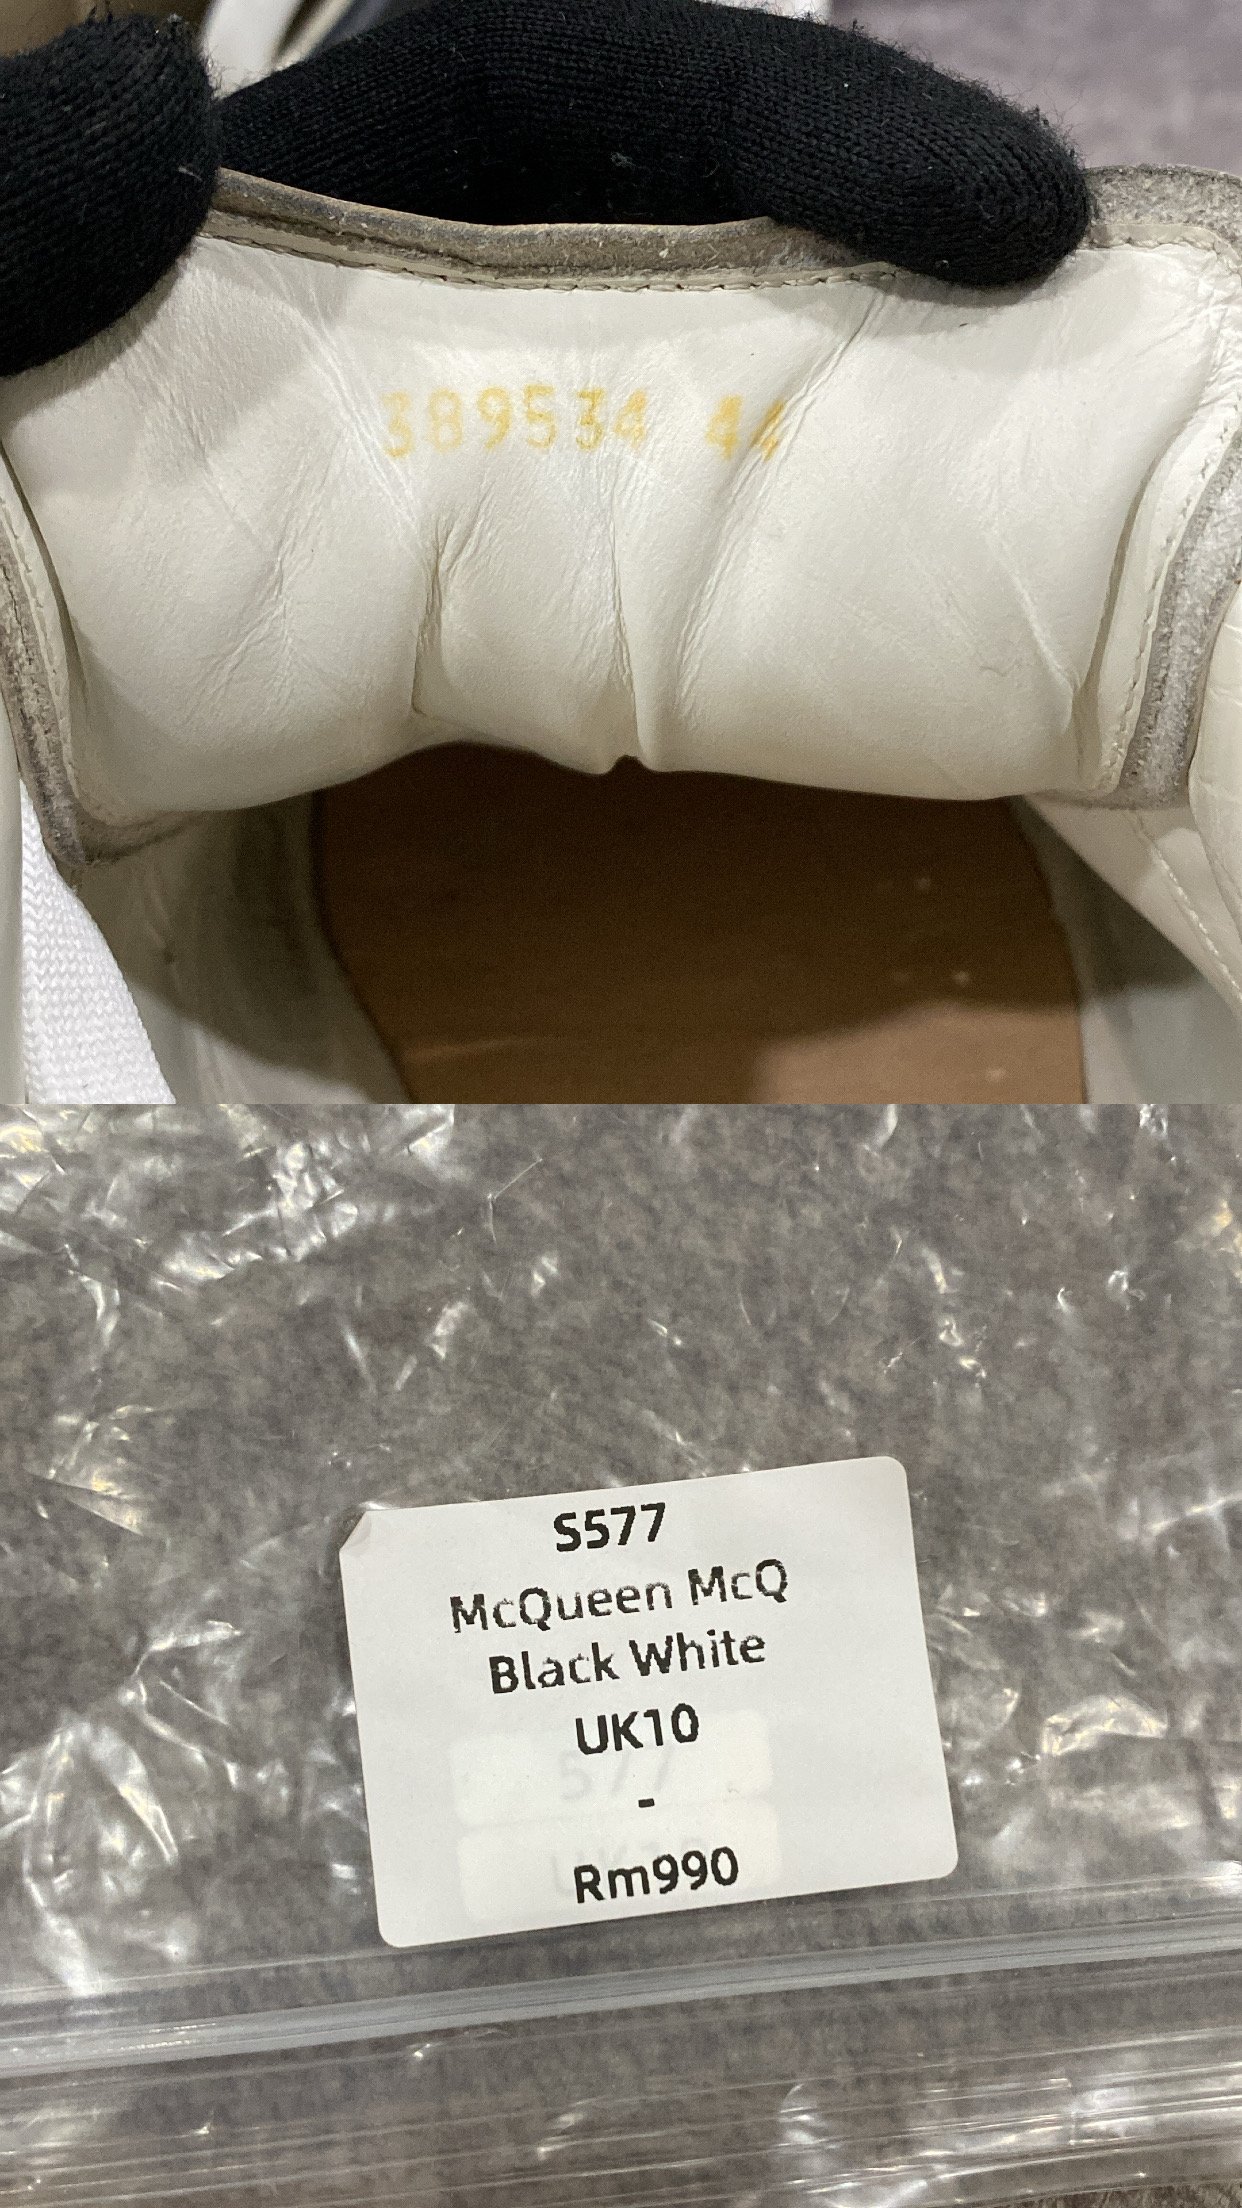 389534 44
S577
McQueen McQ
Black White
UK10
-
Rm990